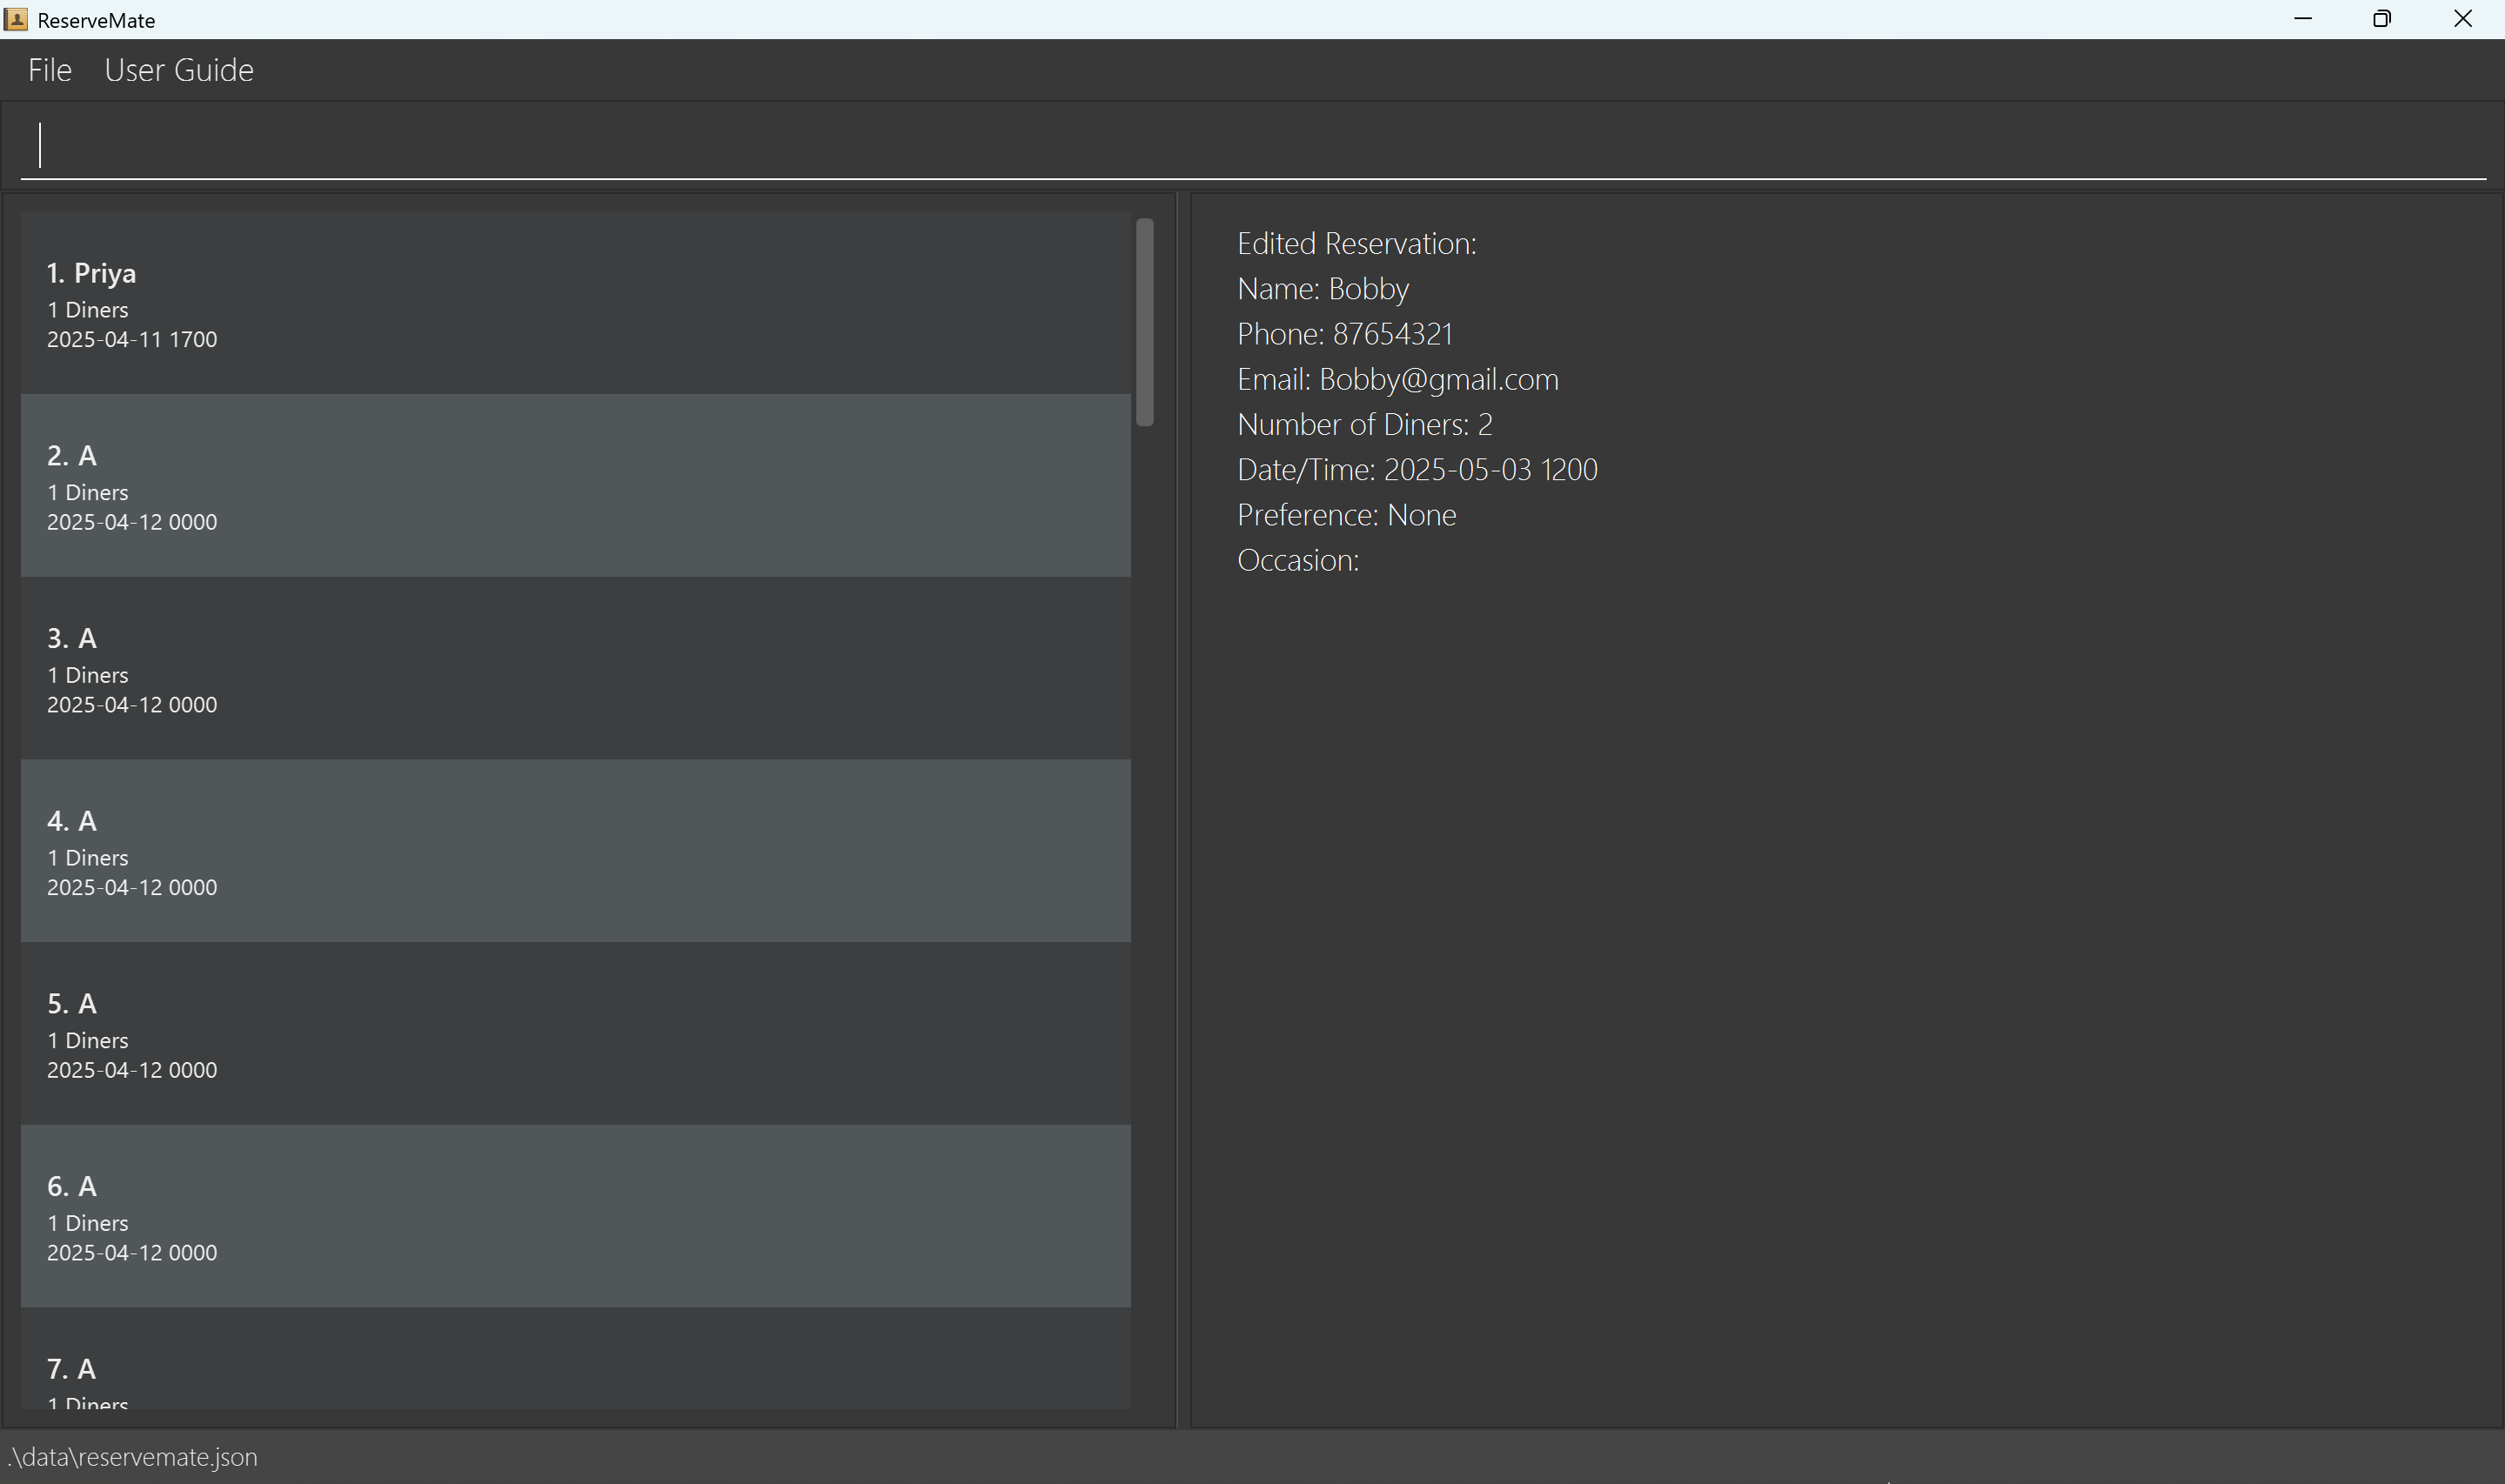 ReserveMate
File User Guide
1. Priya
1 Diners
2025-04-11 1700
2. A
1 Diners
2025-04-12 0000
3. A
1 Diners
2025-04-12 0000
4. A
1 Diners
2025-04-12 0000
5. A
1 Diners
2025-04-12 0000
6. A
1 Diners
2025-04-12 0000
7. A
1 Diners
Edited Reservation:
Name: Bobby
Phone: 87654321
Email: Bobby@gmail.com
Number of Diners: 2
Date/Time: 2025-05-03 1200
Preference: None
Occasion:
.\data\reservemate.json